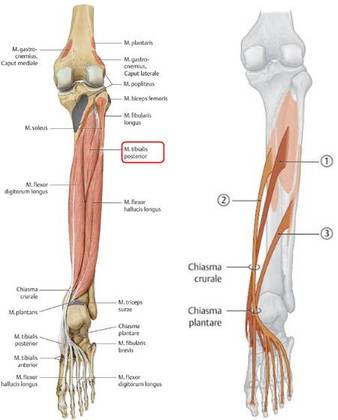 M. gastro-
cnemius,
Caput mediale
M. plantaris
M. gastro-
cnemius,
Caput laterale
M. popliteus
M. biceps femoris
M. fibularis
longus
M. soleus
M. tibialis
posterior
M. flexor
digitorum longus
M. flexor
hallucis longus
Chiasma
crurale
M. plantaris
M. triceps
surae
M. tibialis
posterior
Chiasma
plantare
M. fibularis
brevis
M. tibialis
anterior
M. flexor
hallucis longus
M. flexor
digitorum longus
1
2
3
Chiasma
crurale
Chiasma
plantare